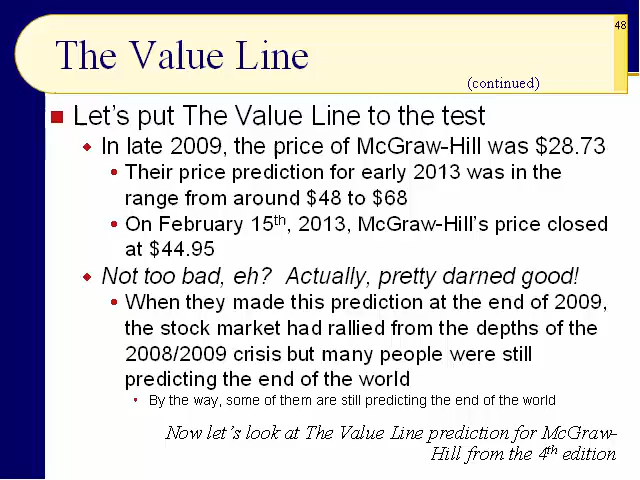 48
The Value Line
(continued)
Let's put The Value Line to the test
In late 2009, the price of McGraw-Hill was $28.73
Their price prediction for early 2013 was in the
range from around $48 to $68
On February 15th, 2013, McGraw-Hill's price closed
at $44.95
Not too bad, eh? Actually, pretty darned good!
When they made this prediction at the end of 2009,
the stock market had rallied from the depths of the
2008/2009 crisis but many people were still
predicting the end of the world
By the way, some of them are still predicting the end of the world
Now let's look at The Value Line prediction for McGraw-
Hill from the 4th edition